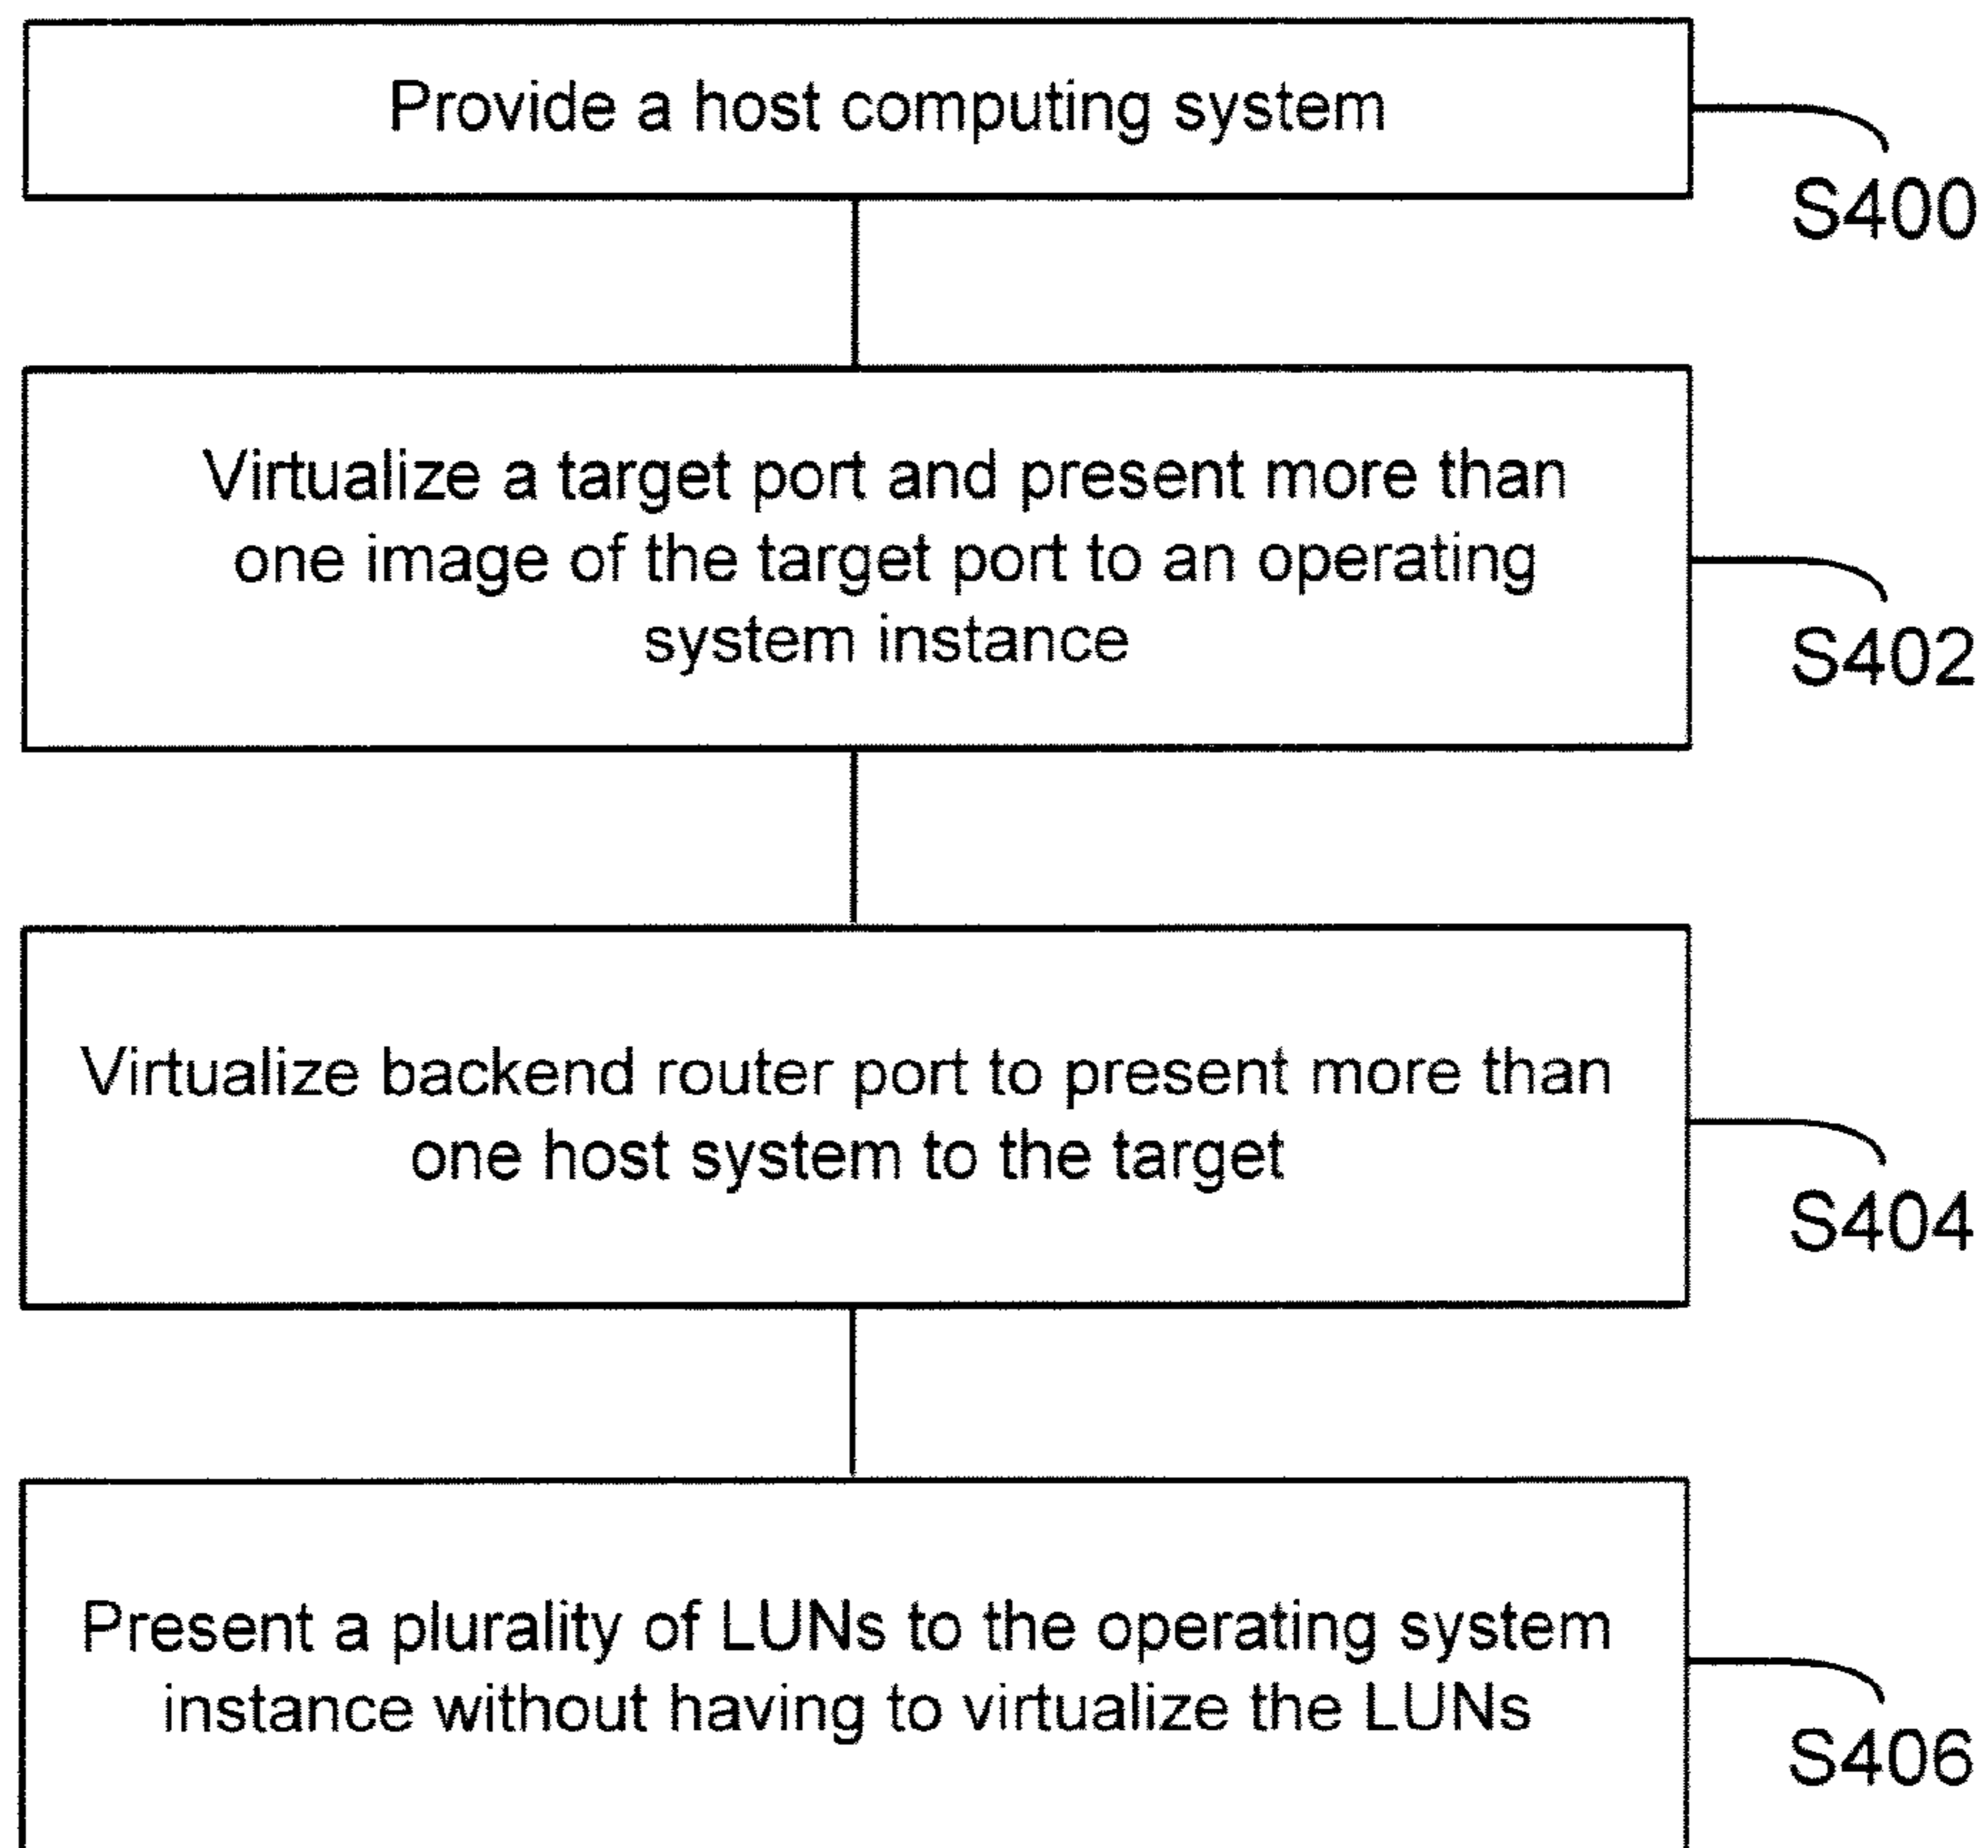 Provide a host computing system
S400
Virtualize a target port and present more than
one image of the target port to an operating
system instance
S402
Virtualize backend router port to present more than
one host system to the target
S404
Present a plurality of LUNs to the operating system
instance without having to virtualize the LUNs
S406